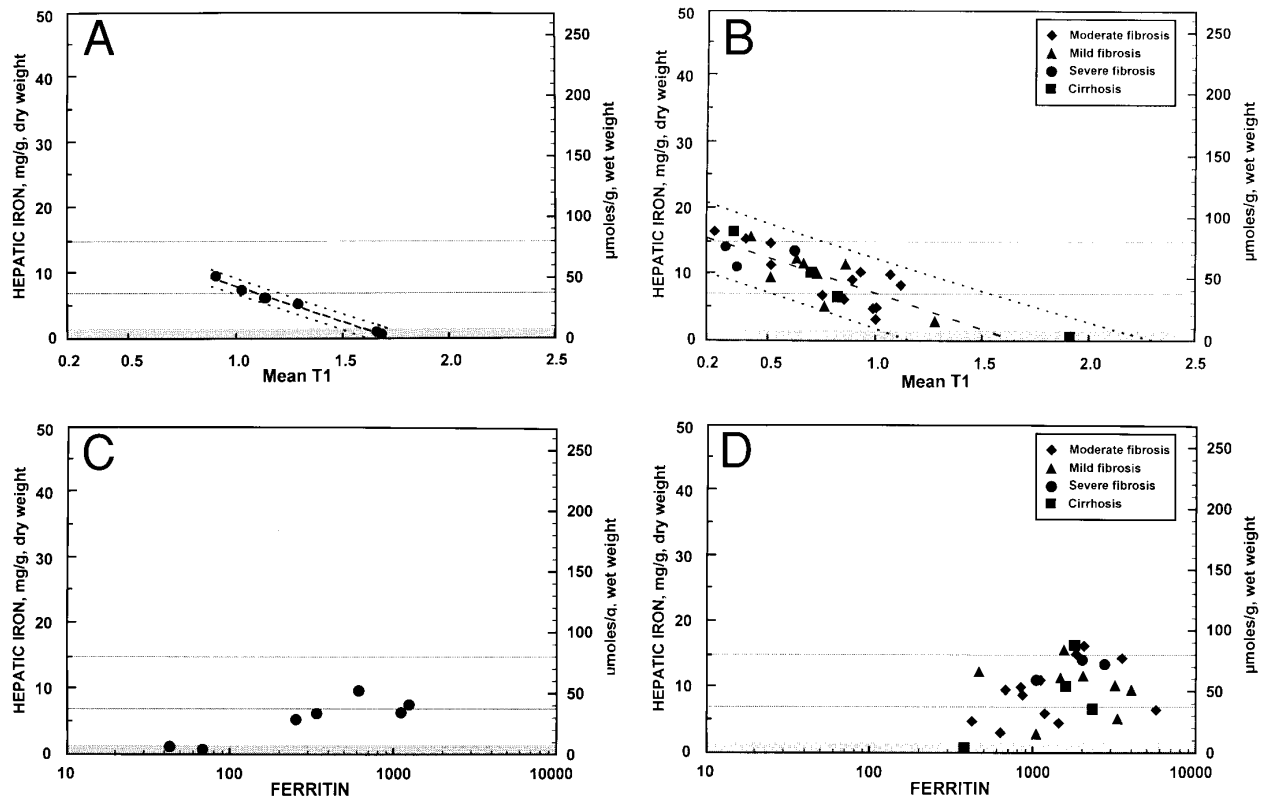 A
HEPATIC IRON, mg/g, dry weight
50
40
30
20
10
0
250
200
150
100
50
0
µmoles/g, wet weight
0.2 0.5 1.0 1.5 2.0 2.5
Mean T1
B
HEPATIC IRON, mg/g, dry weight
50
40
30
20
10
0
Moderate fibrosis
Mild fibrosis
Severe fibrosis
Cirrhosis
250
200
150
100
50
0
µmoles/g, wet weight
0.2 0.5 1.0 1.5 2.0 2.5
Mean T1
C
HEPATIC IRON, mg/g, dry weight
50
40
30
20
10
0
250
200
150
100
50
0
umoles/q, wet weight
10 100 1000 10000
FERRITIN
D
HEPATIC IRON, mg/g, dry weight
50
40
30
20
10
0
Moderate fibrosis
Mild fibrosis
Severe fibrosis
Cirrhosis
250
200
150
100
50
0
µmoles/g, wet weight
10 100 1000 10000
FERRITIN